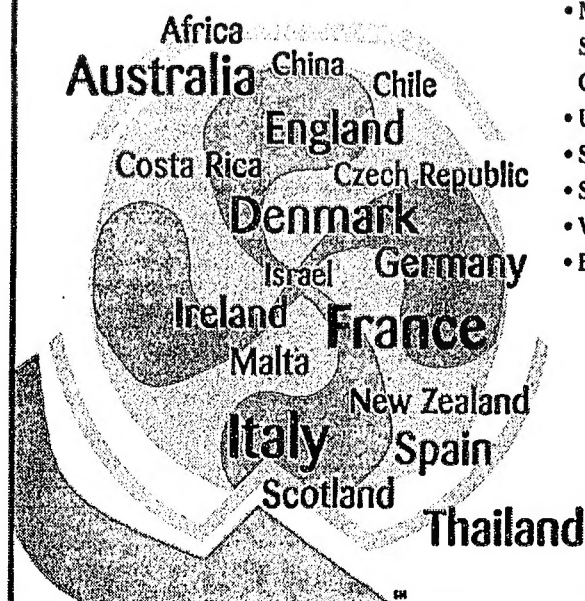 Africa
Australia China Chile
England
Costa Rica Czech Republic
Denmark
Israel Germany
Ireland France
Malta
New Zealand
Italy Spain
Scotland
Thailand
SM